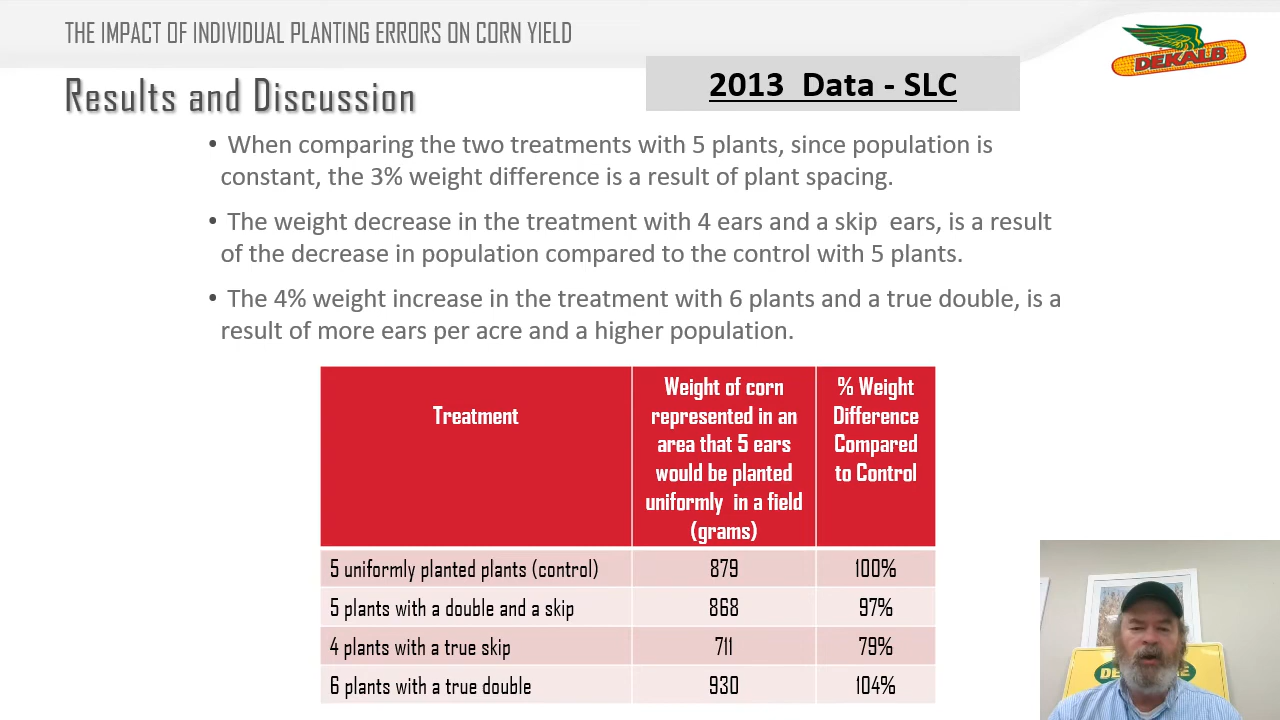 THE IMPACT OF INDIVIDUAL PLANTING ERRORS ON CORN YIELD
DEKALB
Results and Discussion
2013 Data - SLC
• When comparing the two treatments with 5 plants, since population is
constant, the 3% weight difference is a result of plant spacing.
• The weight decrease in the treatment with 4 ears and a skip ears, is a result
of the decrease in population compared to the control with 5 plants.
• The 4% weight increase in the treatment with 6 plants and a true double, is a
result of more ears per acre and a higher population.
Treatment
Weight of corn
represented in an
area that 5 ears
would be planted
uniformly in a field
(grams)
% Weight
Difference
Compared
to Control
5 uniformly planted plants (control) 879 100%
5 plants with a double and a skip 868 97%
4 plants with a true skip 711 79%
6 plants with a true double 930 104%